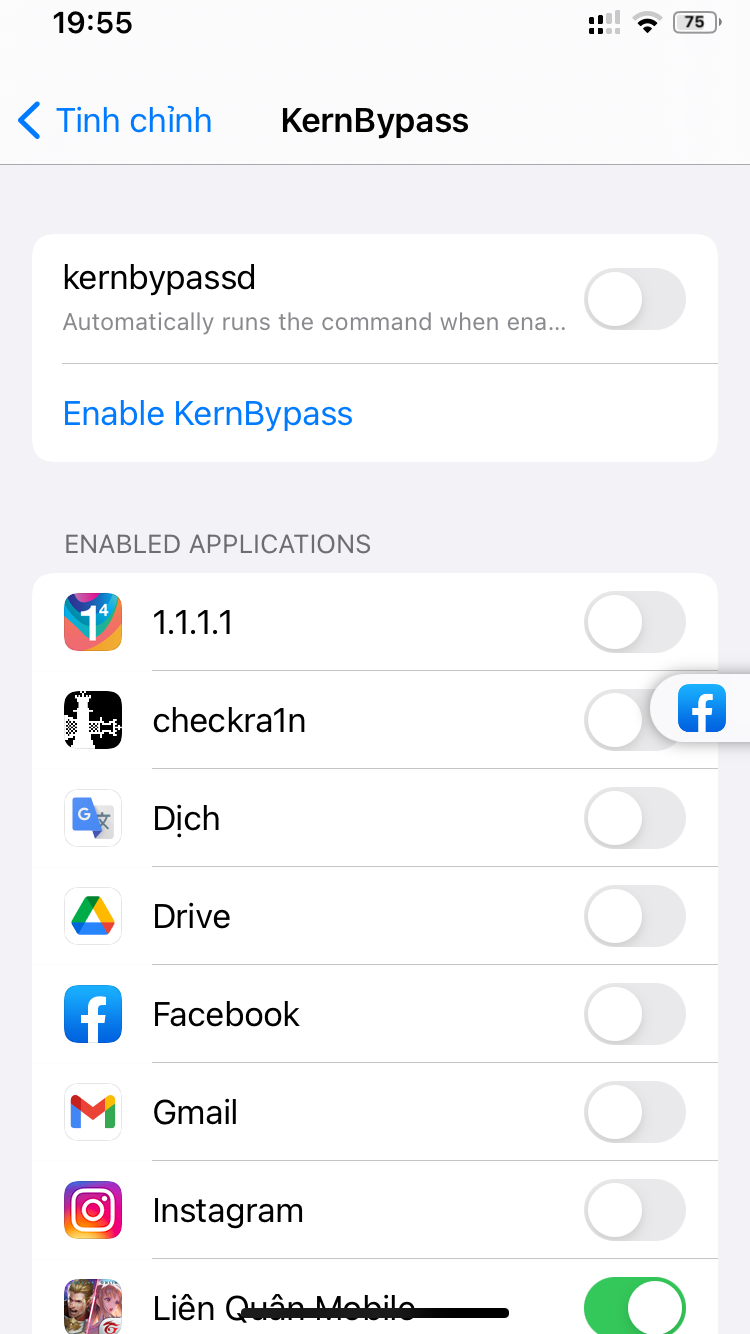 19:55
75
Tinh chỉnh
KernBypass
kernbypassd
Automatically runs the command when ena...
Enable KernBypass
ENABLED APPLICATIONS
1.1.1.1
checkra1n
Dịch
Drive
Facebook
Gmail
Instagram
Liên Quân Mobile